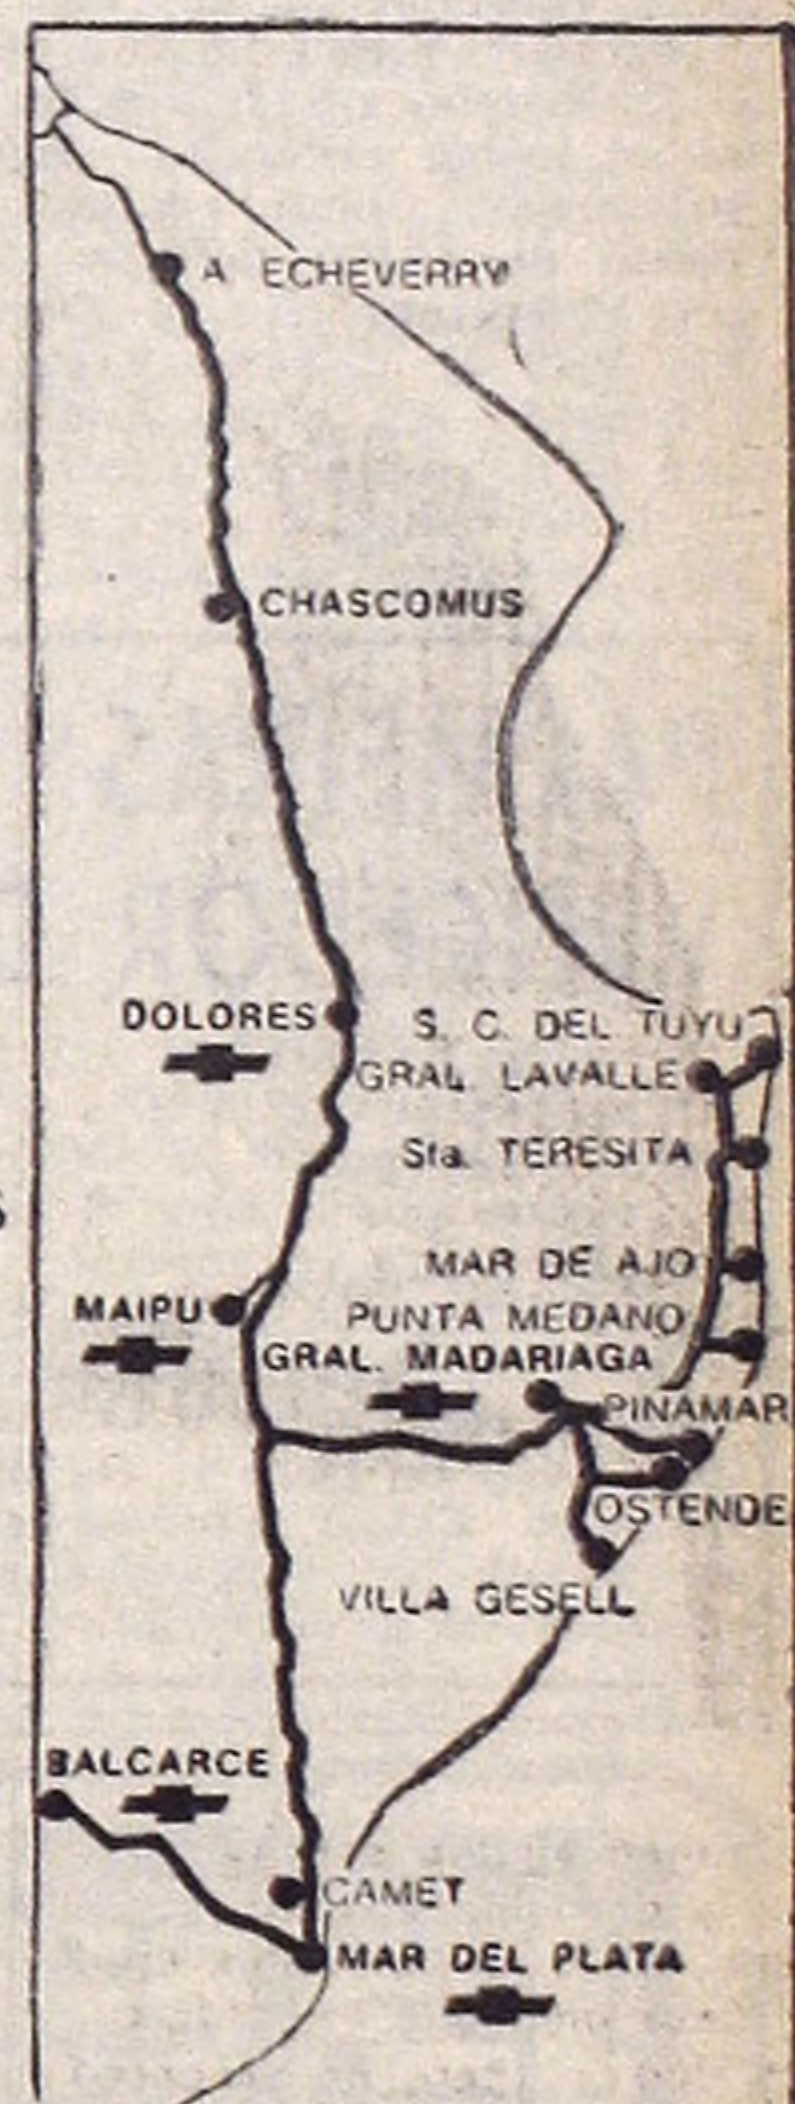 A ECHEVERRY
CHASCOMUS
DOLORES
S. C. DEL TUYU
GRAL. LAVALLE
Sta. TERESITA
MAR DE AJO
MAIPU
PUNTA MEDANO
GRAL. MADARIAGA
PINAMAR
OSTENDE
VILLA GESELL
BALCARCE
CAMET
MAR DEL PLATA